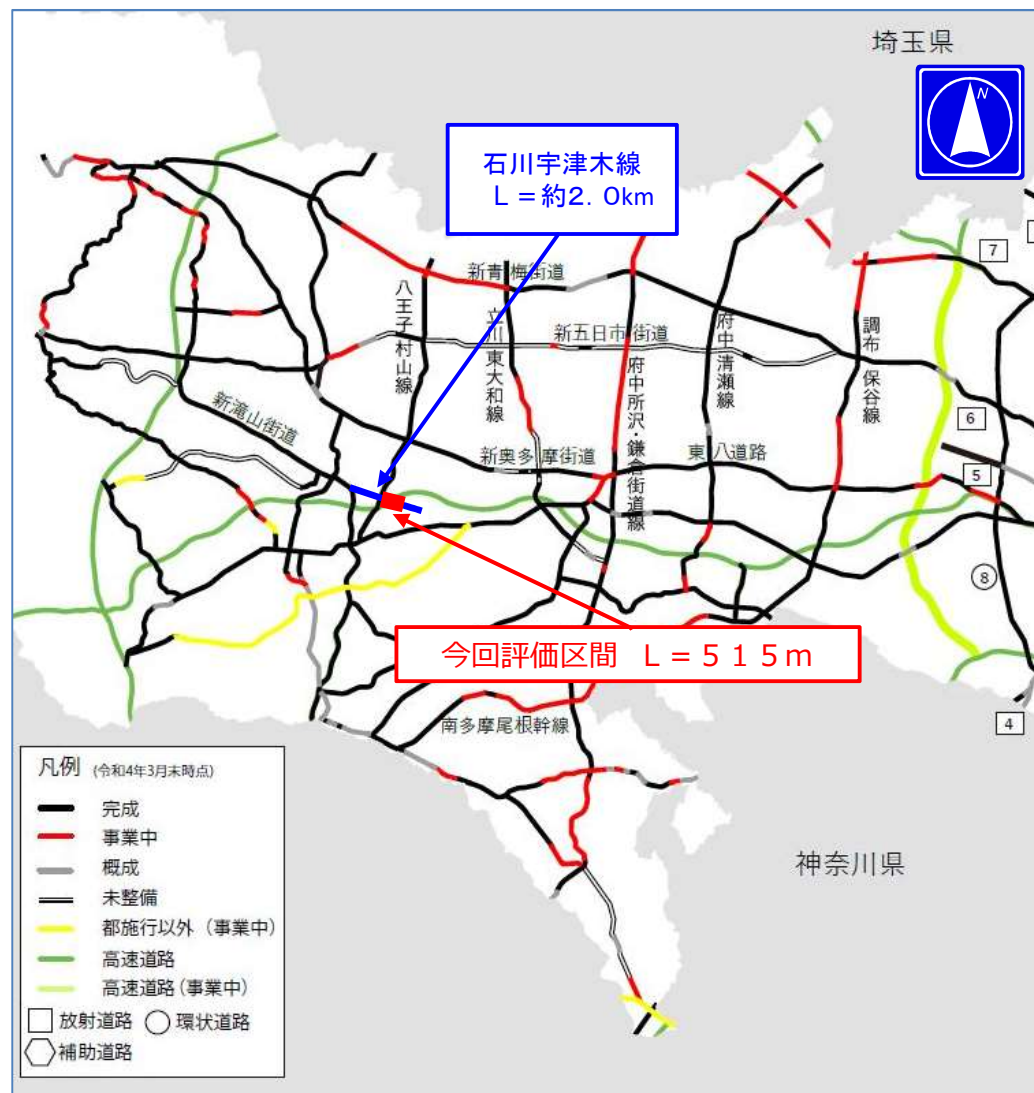 埼玉県
N
石川宇津木線
L=約2.0km
7
新青梅街道
八王子村山線
立川東大和線
新五日市街道
府中清瀬線
調布保谷線
府中所沢・鎌倉街道線
新滝山街道
6
新奥多摩街道
東八道路
5
8
今回評価区間 L=515m
4
南多摩尾根幹線
神奈川県
凡例 (令和4年3月末時点)
完成
事業中
概成
未整備
都施行以外(事業中)
高速道路
高速道路(事業中)
放射道路 環状道路
補助道路